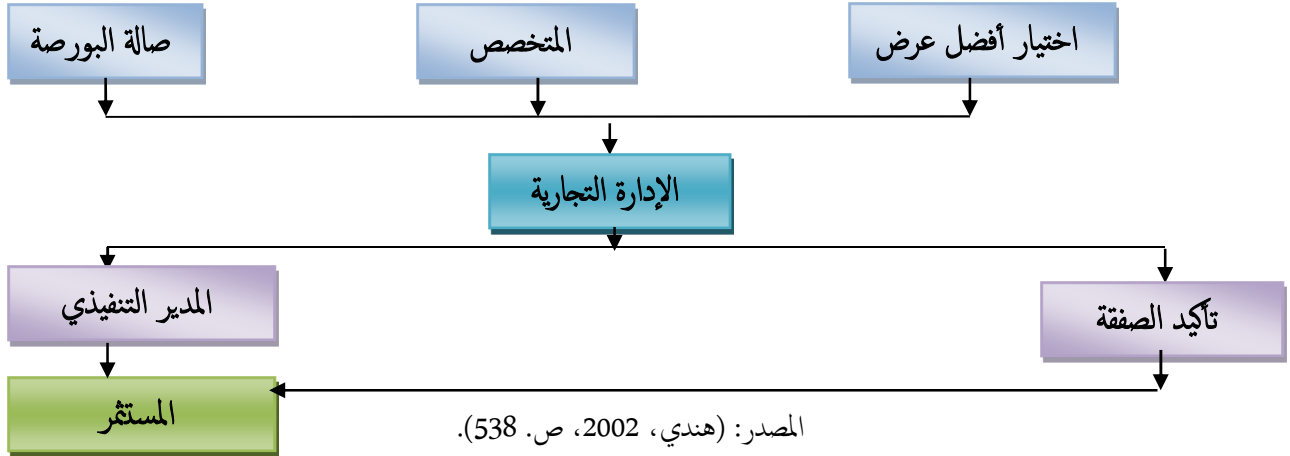 اختيار أفضل عرض
المتخصص
صالة البورصة
الإدارة التجارية
تأكيد الصفقة
المدير التنفيذي
المستثمر
المصدر: (هندي، 2002، ص. 538).